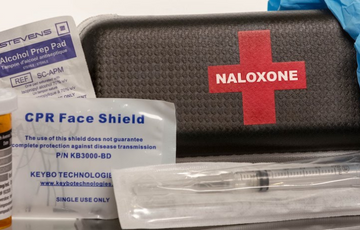 STEVENS
Alcohol Prep Pad
REF SC-APM
NALOXONE
CPR Face Shield
The use of this shield does not guarantee
complete protection against disease transmission
P/N KB3000-BD
KEYBO TECHNOLOGIES
www.keybotechnologies.
SINGLE USE ONLY